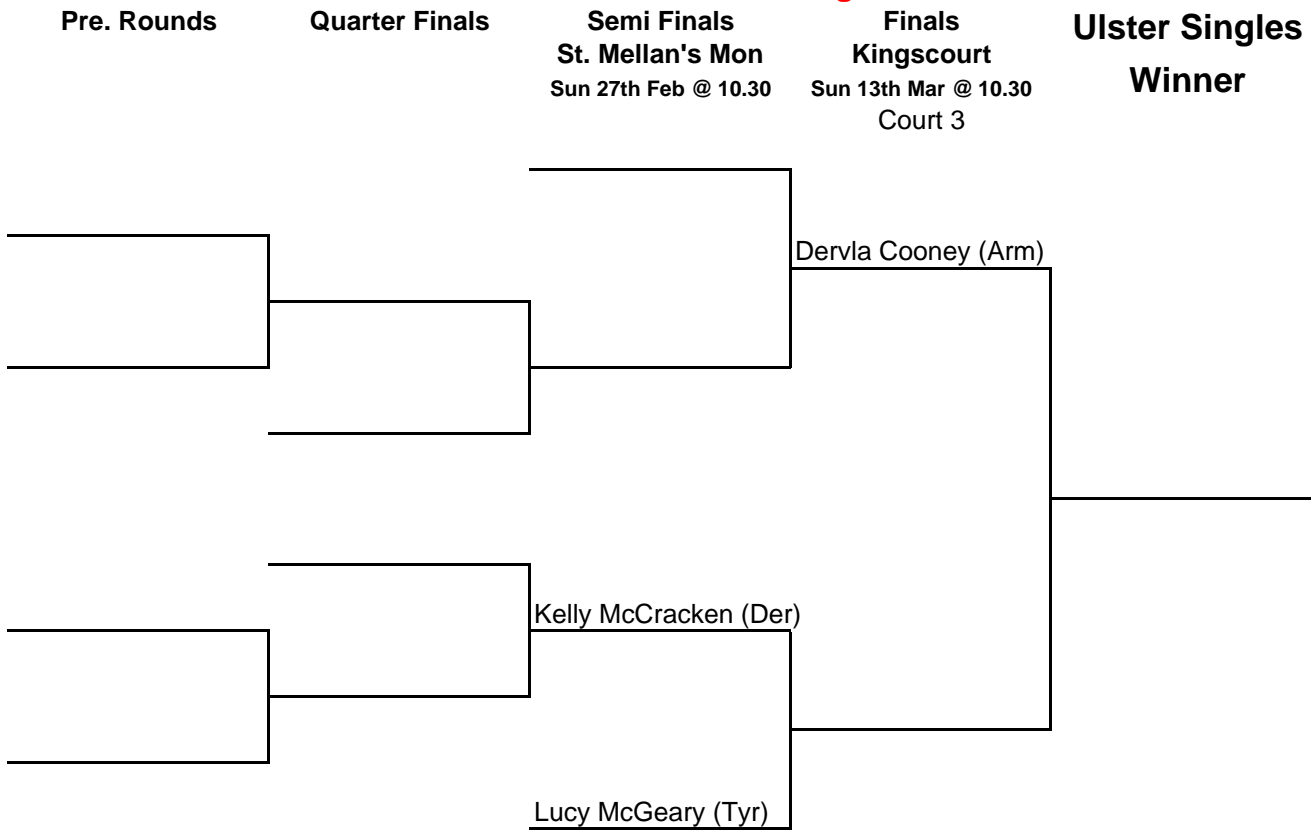 Pre. Rounds
Quarter Finals
Semi Finals
St. Mellan's Mon
Sun 27th Feb @ 10.30
Finals
Kingscourt
Sun 13th Mar @ 10.30
Court 3
Ulster Singles
Winner
Dervla Cooney (Arm)
Kelly McCracken (Der)
Lucy McGeary (Tyr)